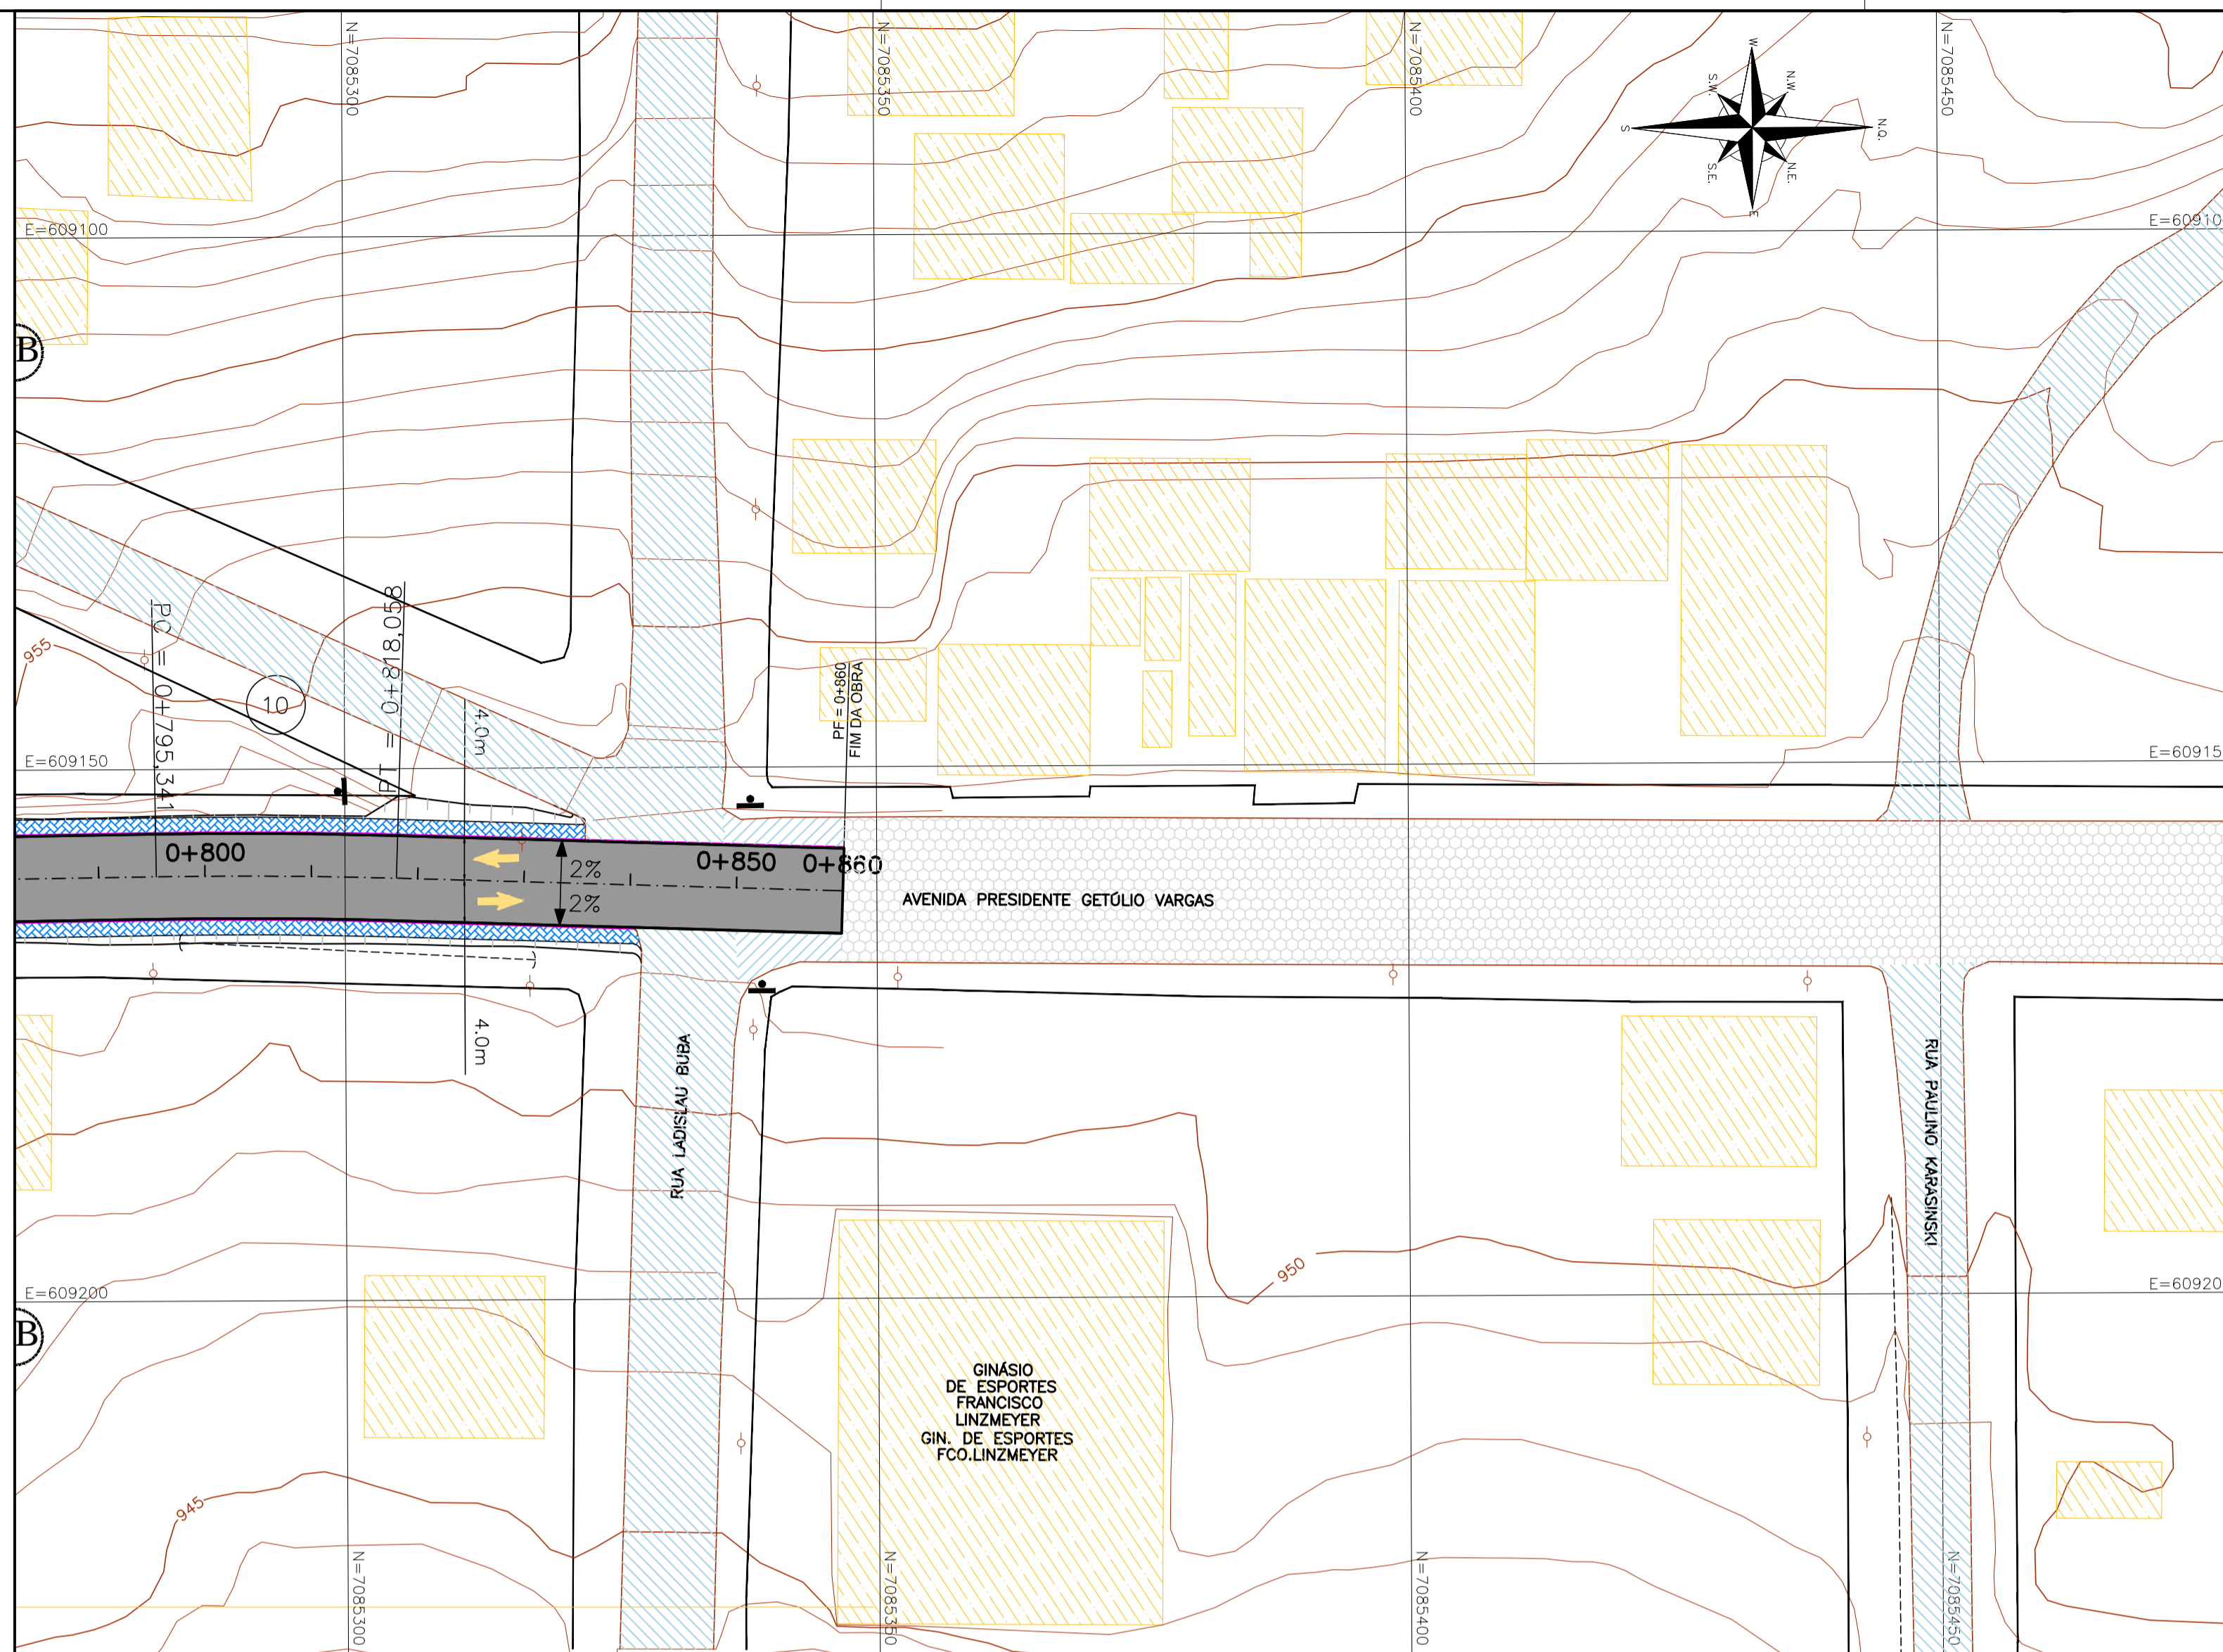 N=7085300
N=7085350
N=7085400
N=7085450
W
N.W.
N.Q.
N.E.
E
S.E.
S
S.W.
E=609100
E=60910
B
955
PC = 0+795,341
10
PT = 0+818,058
4.0m
PF = 0+860
FIM DA OBRA
E=609150
E=60915
0+800
2%
0+850
0+860
2%
AVENIDA PRESIDENTE GETÚLIO VARGAS
4.0m
RUA LADISLAU BUBA
RUA PAULINO KARASINSKI
950
E=609200
E=60920
B
GINÁSIO
DE ESPORTES
FRANCISCO
LINZMEYER
GIN. DE ESPORTES
FCO.LINZMEYER
945
N=7085300
N=7085350
N=7085400
N=7085450